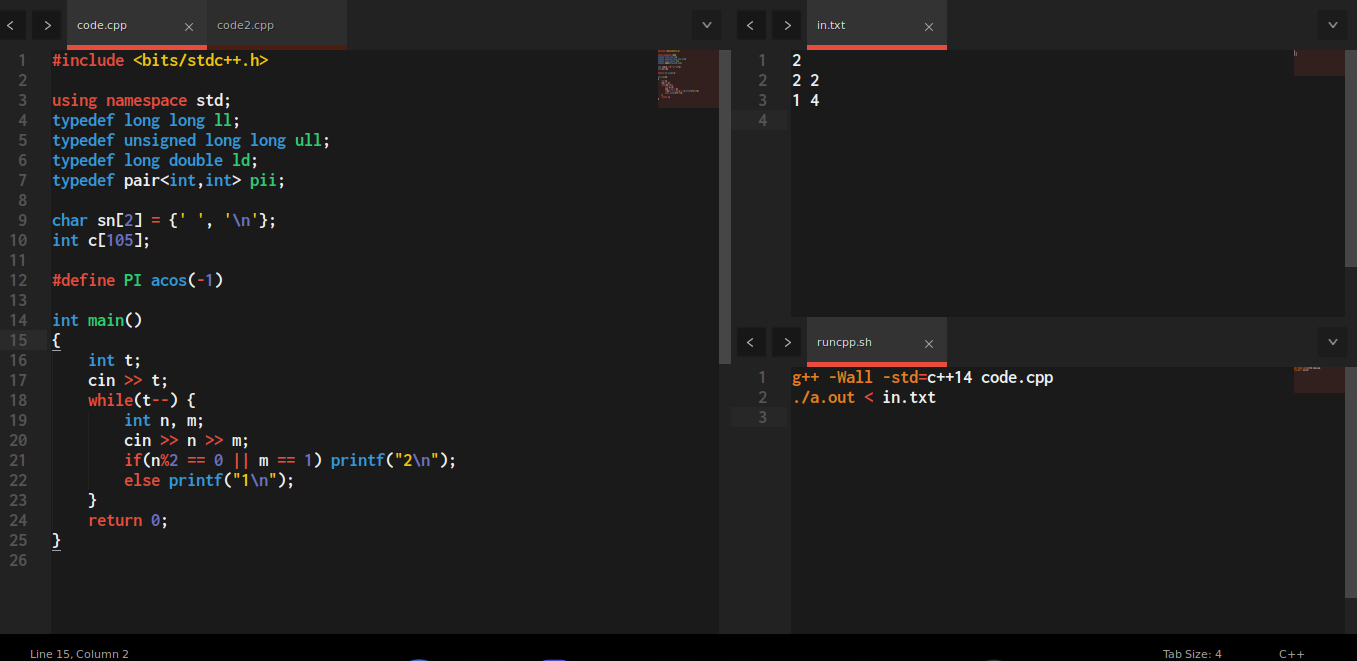 code.cpp × code2.cpp
1 #include <bits/stdc++.h>
2
3 using namespace std;
4 typedef long long ll;
5 typedef unsigned long long ull;
6 typedef long double ld;
7 typedef pair<int,int> pii;
8
9 char sn[2] = {' ', '\n'};
10 int c[105];
11
12 #define PI acos(-1)
13
14 int main()
15 {
16     int t;
17     cin >> t;
18     while(t--) {
19         int n, m;
20         cin >> n >> m;
21         if(n%2 == 0 || m == 1) printf("2\n");
22         else printf("1\n");
23     }
24     return 0;
25 }
26
in.txt ×
1 2
2 2 2
3 1 4
4
runcpp.sh ×
1 g++ -Wall -std=c++14 code.cpp
2 ./a.out < in.txt
3
Line 15, Column 2
Tab Size: 4
C++